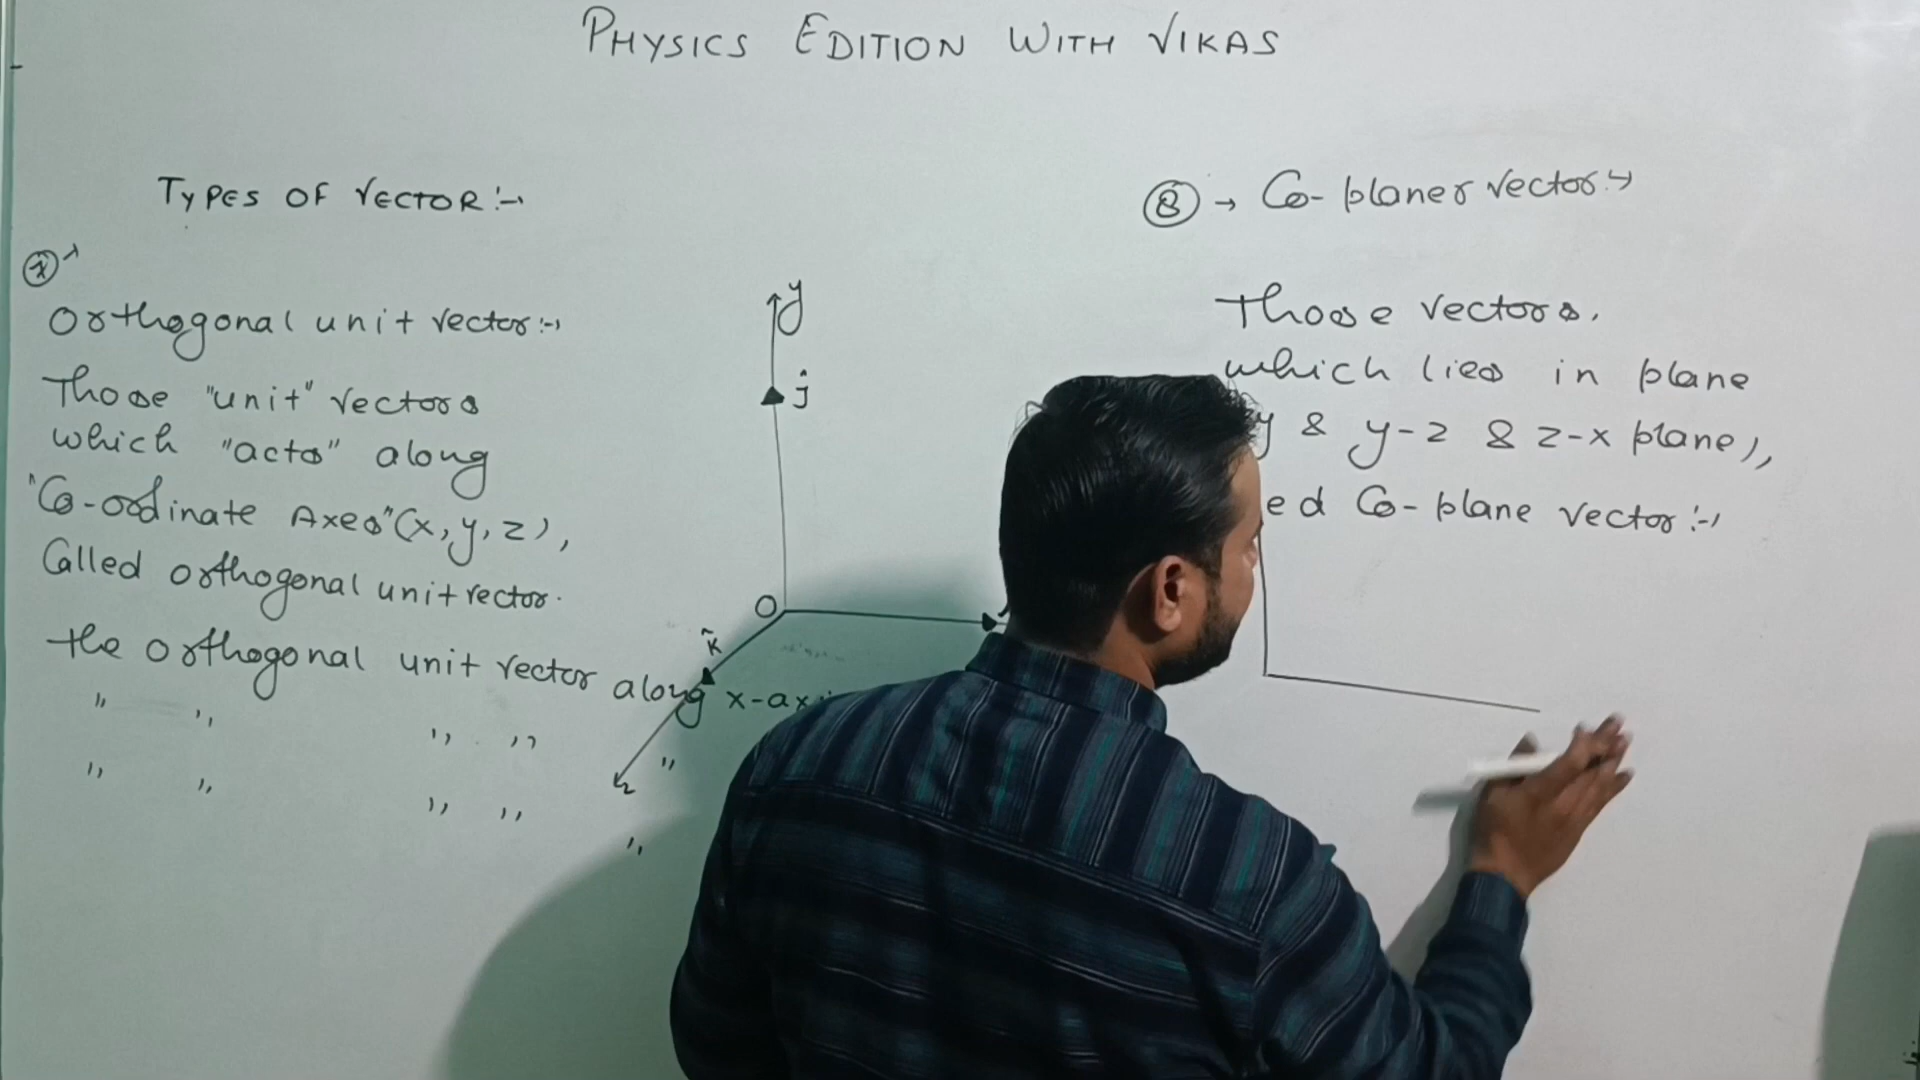 PHYSICS EDITION WITH VIKAS
TYPES OF VECTOR:-
Orthogonal unit vector:-
Those "unit" vectors
which "acts" along
"Co-ordinate Axes"(x,y,z),
Called orthogonal unit vector.
the orthogonal unit vector along x-ax
" " " " "
" " " " "
y
ĵ
O
k̂
z
⑧ → Co-planer vector:-
Those vectors.
which lies in plane
y & y-z & z-x plane),
ed Co-plane vector:-